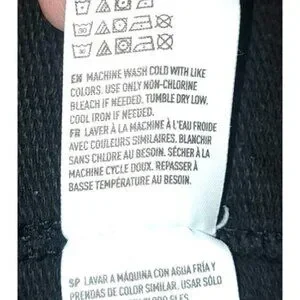 EN MACHINE WASH COLD WITH LIKE
COLORS. USE ONLY NON-CHLORINE
BLEACH IF NEEDED. TUMBLE DRY LOW.
COOL IRON IF NEEDED.
FR LAVER À LA MACHINE À L'EAU FROIDE
AVEC COULEURS SIMILAIRES. BLANCHIR
SANS CHLORE AU BESOIN. SÉCHER À LA
MACHINE CYCLE DOUX. REPASSER À
BASSE TEMPÉRATURE AU BESOIN.
SP LAVAR A MÁQUINA CON AGUA FRÍA Y
PRENDAS DE COLOR SIMILAR. USAR SÓLO